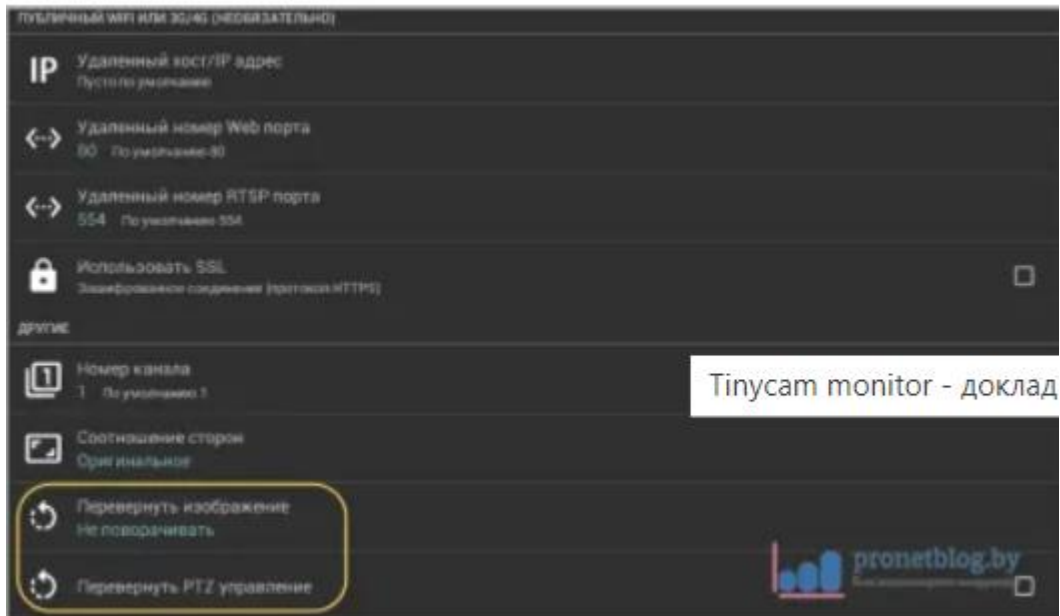 ПУБЛИЧНЫЙ WIFI ИЛИ 3G/4G (НЕОБЯЗАТЕЛЬНО)
IP Удаленный хост/IP адрес
Пусто по умолчанию
Удаленный номер Web порта
80 По умолчанию 80
Удаленный номер RTSP порта
554 По умолчанию 554
Использовать SSL
Зашифрованное соединение (протокол HTTPS)
ДРУГИЕ
1 Номер канала
1 По умолчанию 1
Tinycam monitor - доклад
Соотношение сторон
Оригинальное
Перевернуть изображение
Не поворачивать
pronetblog.by
Перевернуть PTZ управление